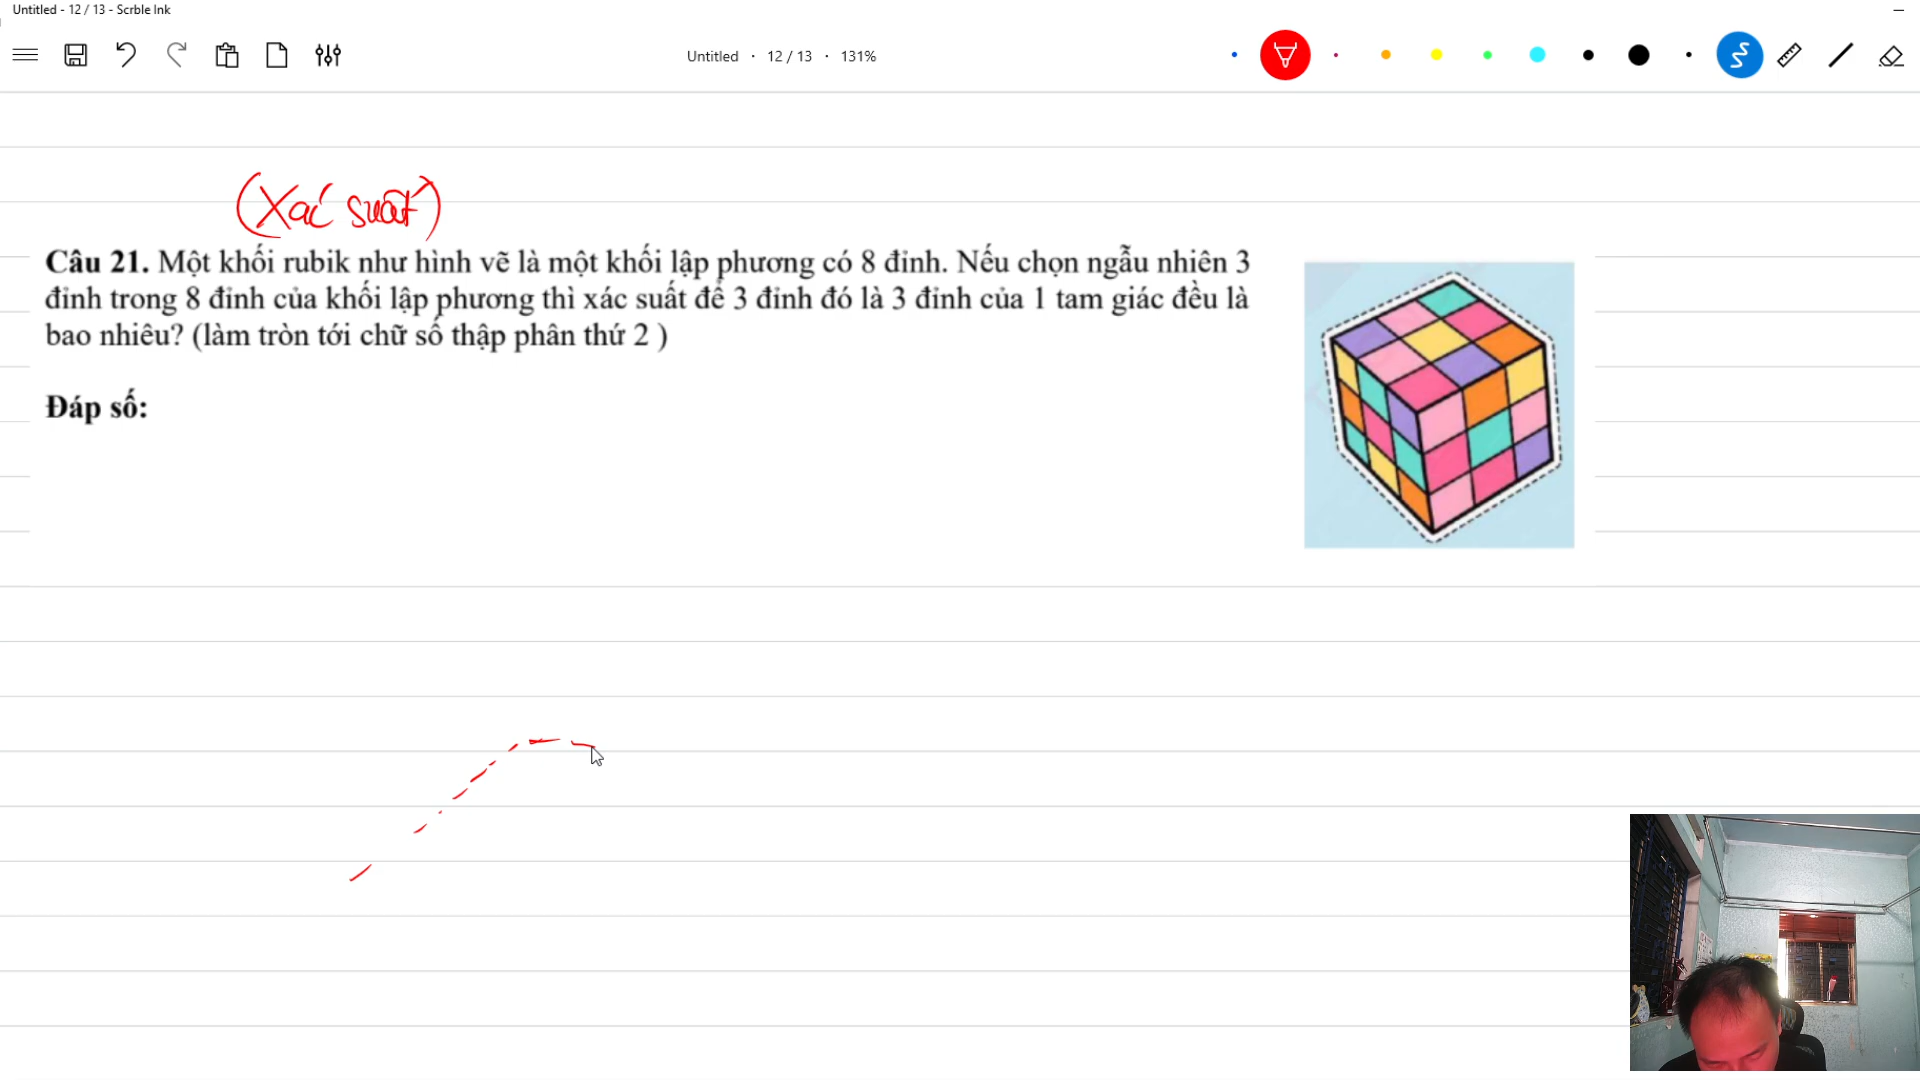 Untitled - 12 / 13 - Scrble Ink
Untitled · 12 / 13 · 131%
(Xác suất)
Câu 21. Một khối rubik như hình vẽ là một khối lập phương có 8 đỉnh. Nếu chọn ngẫu nhiên 3
đỉnh trong 8 đỉnh của khối lập phương thì xác suất để 3 đỉnh đó là 3 đỉnh của 1 tam giác đều là
bao nhiêu? (làm tròn tới chữ số thập phân thứ 2 )
Đáp số: